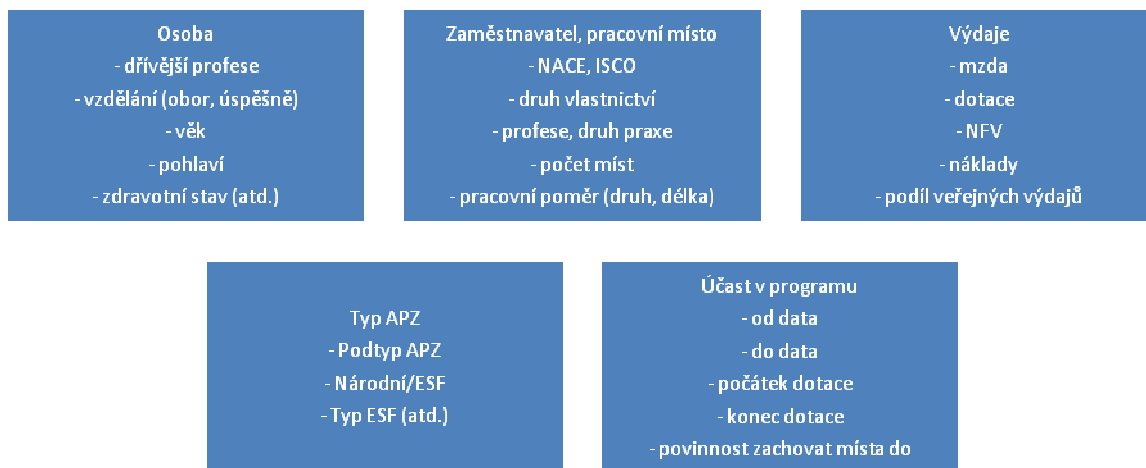 Osoba
- dřívější profese
- vzdělání (obor, úspěšně)
- věk
- pohlaví
- zdravotní stav (atd.)
Zaměstnavatel, pracovní místo
- NACE, ISCO
- druh vlastnictví
- profese, druh praxe
- počet míst
- pracovní poměr (druh, délka)
Výdaje
- mzda
- dotace
- NFV
- náklady
- podíl veřejných výdajů
Typ APZ
- Podtyp APZ
- Národní/ESF
- Typ ESF (atd.)
Účast v programu
- od data
- do data
- počátek dotace
- konec dotace
- povinnost zachovat místa do